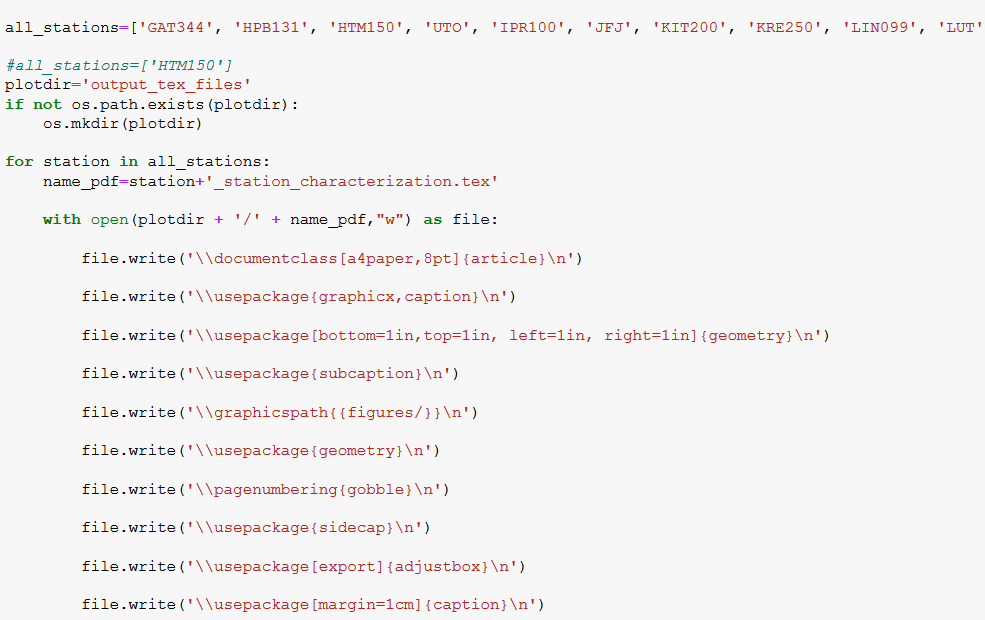 all_stations=['GAT344', 'HPB131', 'HTM150', 'UTO', 'IPR100', 'JFJ', 'KIT200', 'KRE250', 'LIN099', 'LUT'
#all_stations=['HTM150']
plotdir='output_tex_files'
if not os.path.exists(plotdir):
    os.mkdir(plotdir)
for station in all_stations:
    name_pdf=station+'_station_characterization.tex'
    with open(plotdir + '/' + name_pdf,"w") as file:
        file.write('\\documentclass[a4paper,8pt]{article}\n')
        file.write('\\usepackage{graphicx,caption}\n')
        file.write('\\usepackage[bottom=1in,top=1in, left=1in, right=1in]{geometry}\n')
        file.write('\\usepackage{subcaption}\n')
        file.write('\\graphicspath{{figures/}}\n')
        file.write('\\usepackage{geometry}\n')
        file.write('\\pagenumbering{gobble}\n')
        file.write('\\usepackage{sidecap}\n')
        file.write('\\usepackage[export]{adjustbox}\n')
        file.write('\\usepackage[margin=1cm]{caption}\n')